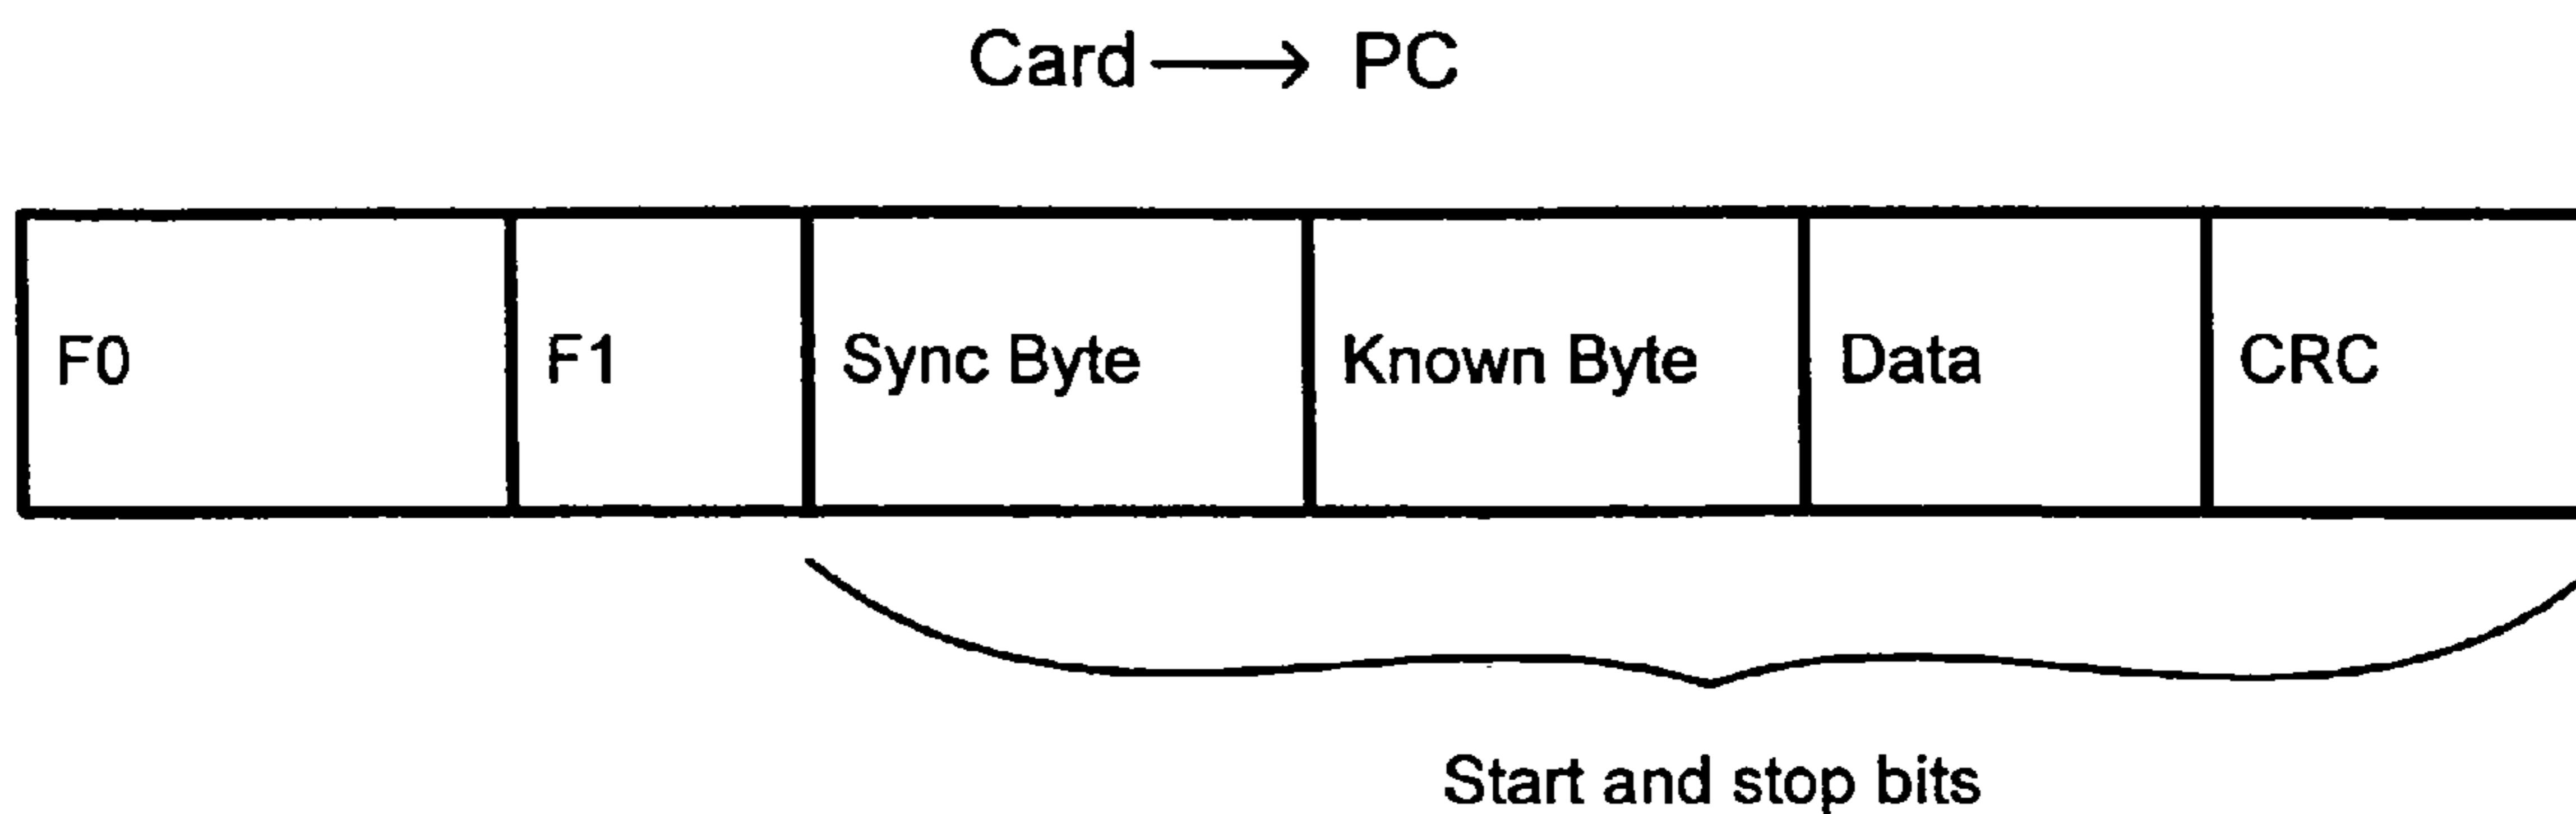 Card → PC
F0 F1 Sync Byte Known Byte Data CRC
Start and stop bits